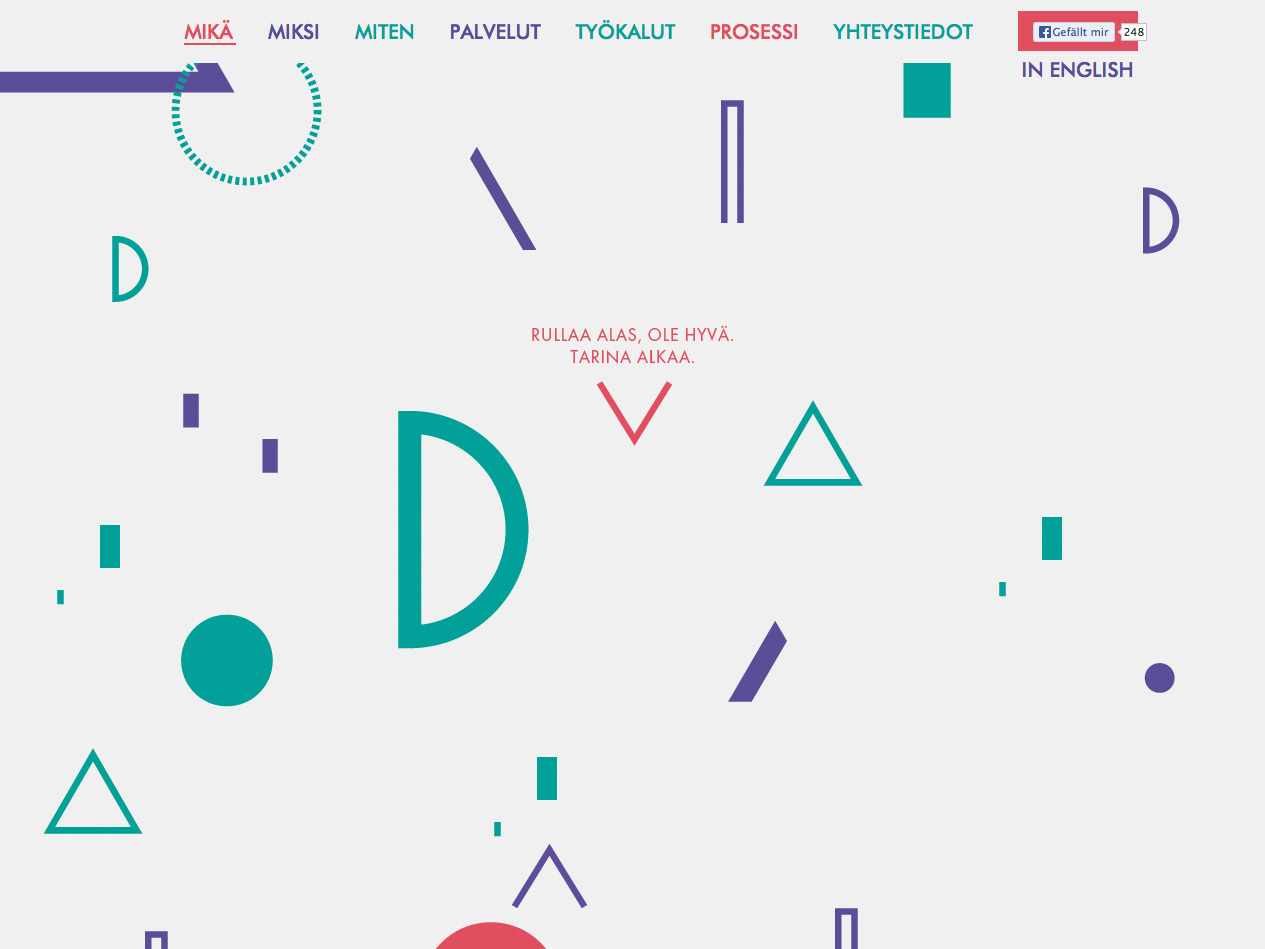 MIKÄ MIKSI MITEN PALVELUT TYÖKALUT PROSESSI YHTEYSTIEDOT
Gefällt mir 248
IN ENGLISH
RULLAA ALAS, OLE HYVÄ.
TARINA ALKAA.